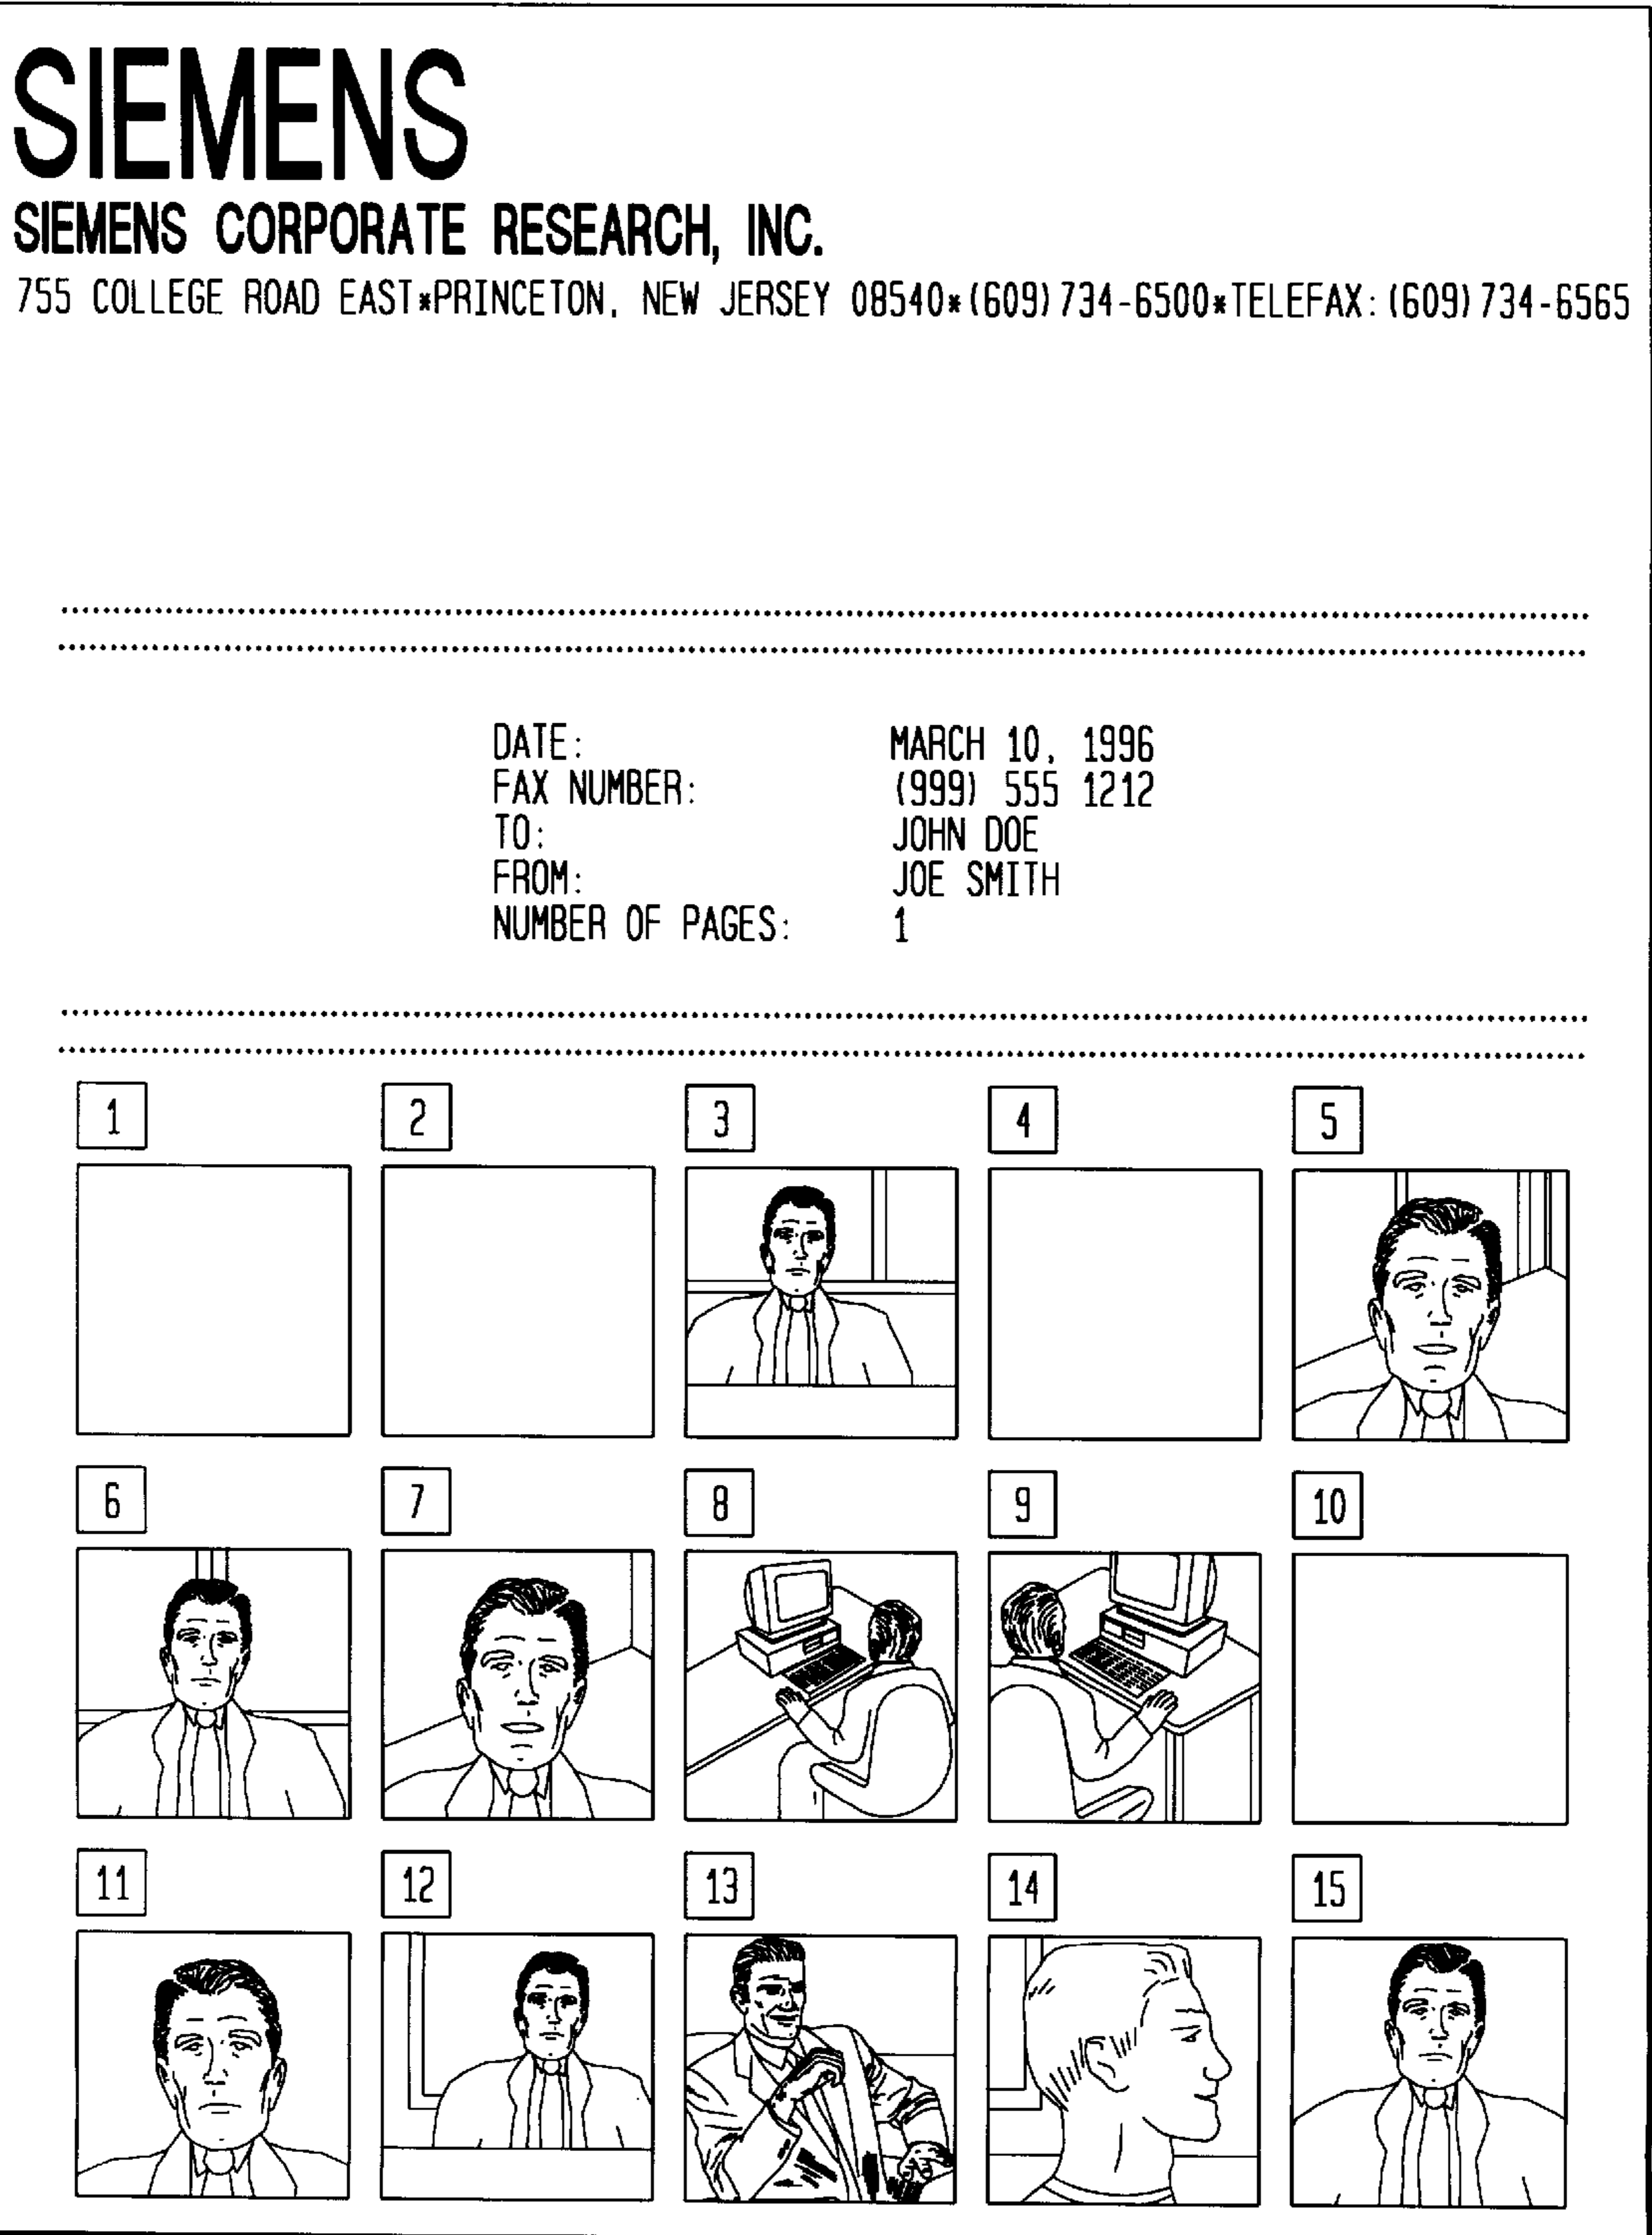 SIEMENS
SIEMENS CORPORATE RESEARCH, INC.
755 COLLEGE ROAD EAST*PRINCETON, NEW JERSEY 08540*(609)734-6500*TELEFAX:(609)734-6565
DATE: MARCH 10, 1996
FAX NUMBER: (999) 555 1212
TO: JOHN DOE
FROM: JOE SMITH
NUMBER OF PAGES: 1
1 2 3 4 5
6 7 8 9 10
11 12 13 14 15